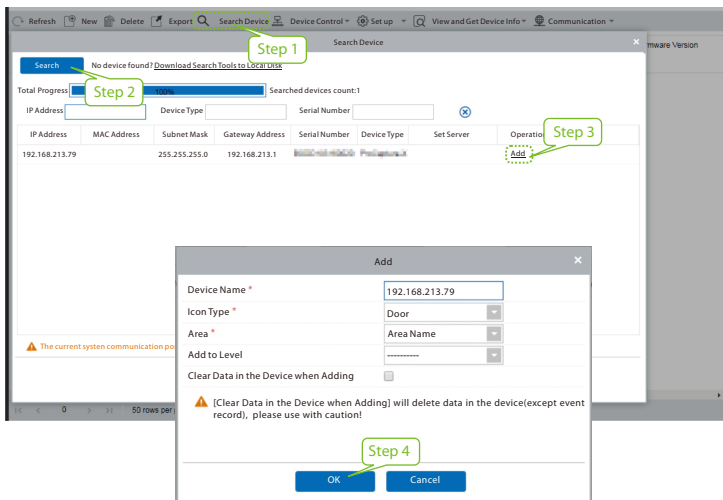 Refresh New Delete Export Search Device Device Control Set up View and Get Device Info Communication
Step 1
Search Device ×
mware Version
Search No device found? Download Search Tools to Local Disk
Step 2
Total Progress 100% Searched devices count:1
IP Address Device Type Serial Number
IP Address MAC Address Subnet Mask Gateway Address Serial Number Device Type Set Server Operation
Step 3
192.168.213.79 255.255.255.0 192.168.213.1 Add
Add ×
Device Name * 192.168.213.79
Icon Type * Door
Area * Area Name
Add to Level ----------
Clear Data in the Device when Adding
The current systen communication po
[Clear Data in the Device when Adding] will delete data in the device(except event
record), please use with caution!
0 50 rows per
Step 4
OK Cancel